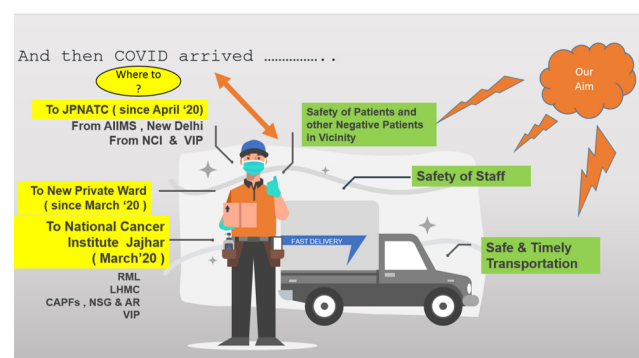 And then COVID arrived ……………..
Where to
?
To JPNATC ( since April ‘20)
From AIIMS , New Delhi
From NCI & VIP
To New Private Ward
( since March ‘20 )
To National Cancer
Institute Jajhar
( March’20 )
RML
LHMC
CAPFs , NSG & AR
VIP
FAST DELIVERY
Safety of Patients and
other Negative Patients
in Vicinity
Safety of Staff
Safe & Timely
Transportation
Our
Aim